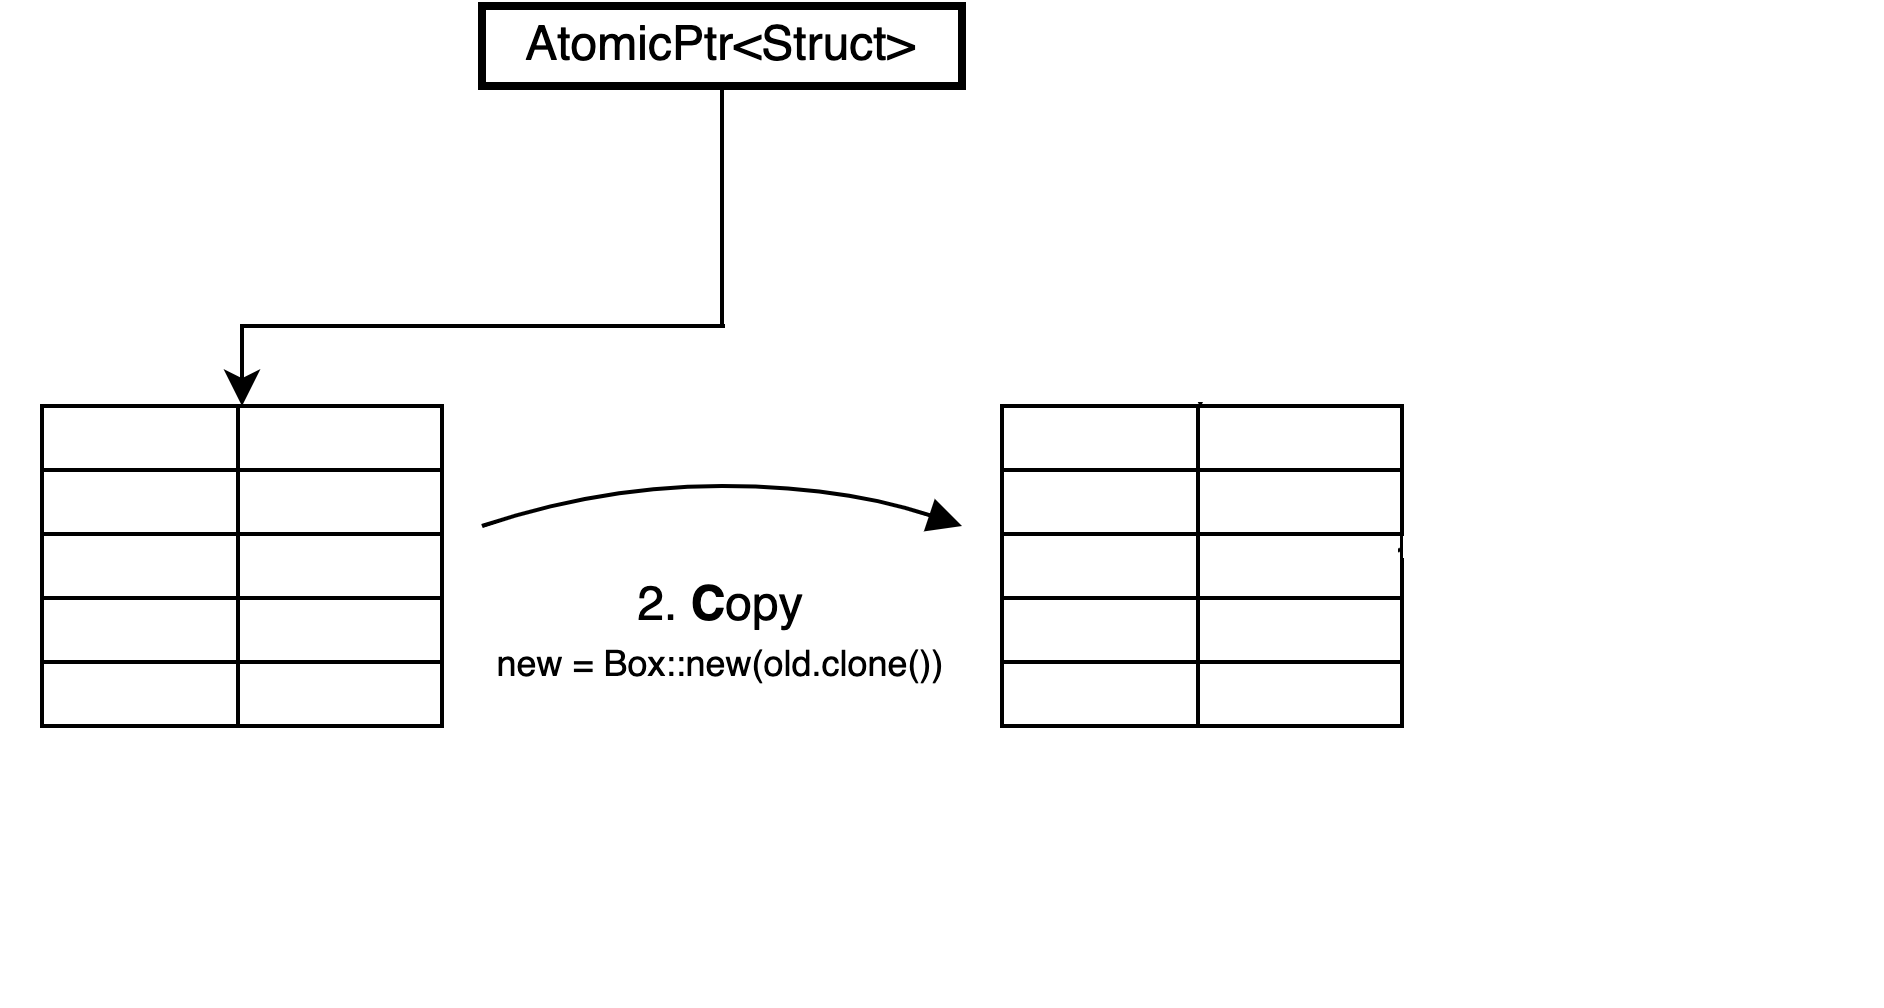 AtomicPtr<Struct>
2. Copy
new = Box::new(old.clone())